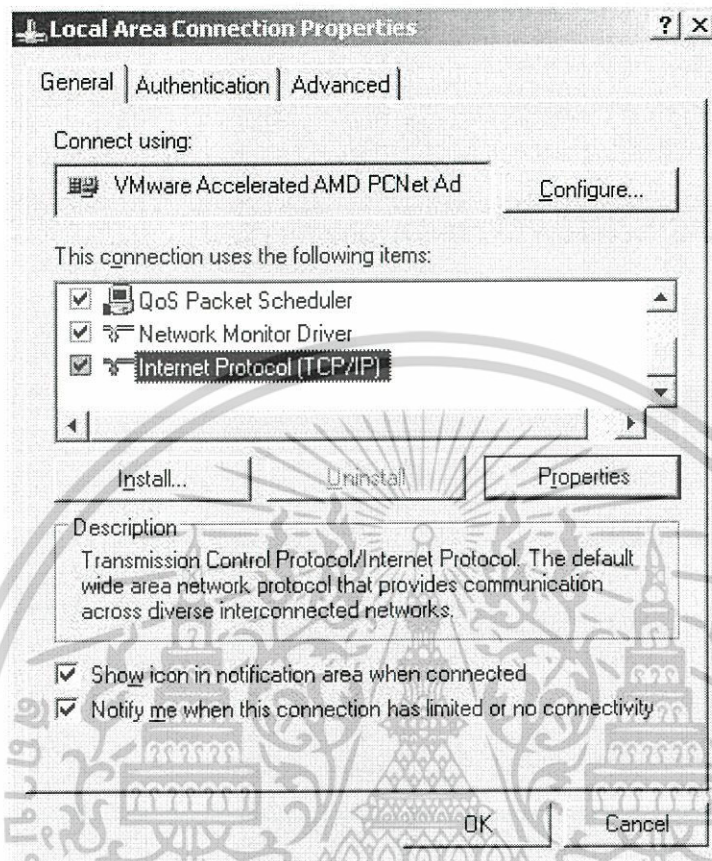 Local Area Connection Properties ? X
General Authentication Advanced
Connect using:
VMware Accelerated AMD PCNet Ad Configure...
This connection uses the following items:
QoS Packet Scheduler
Network Monitor Driver
Internet Protocol (TCP/IP)
Install... Uninstall Properties
Description
Transmission Control Protocol/Internet Protocol. The default
wide area network protocol that provides communication
across diverse interconnected networks.
Show icon in notification area when connected
Notify me when this connection has limited or no connectivity
OK Cancel